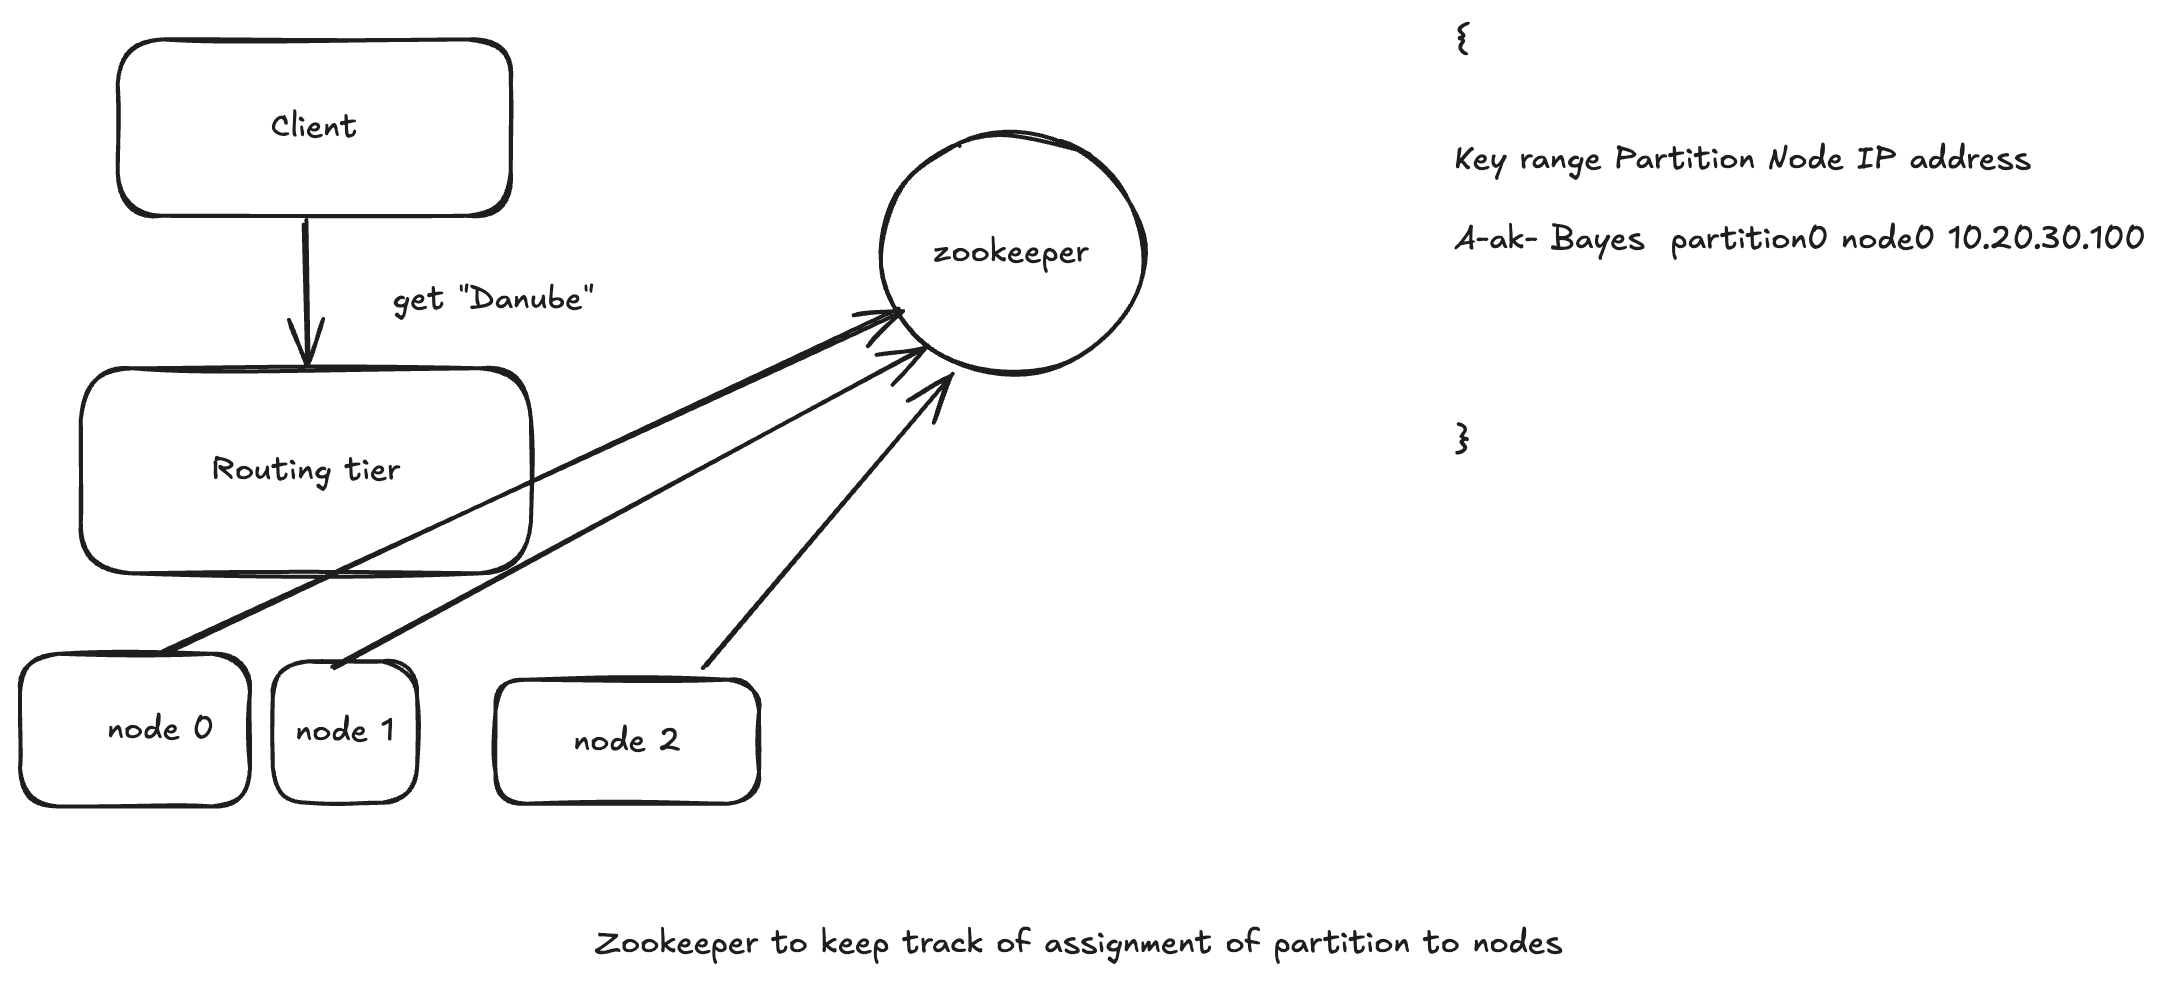 {
Client
Key range Partition Node IP address
A-ak- Bayes partition0 node0 10.20.30.100
zookeeper
get "Danube"
}
Routing tier
node 0
node 1
node 2
Zookeeper to keep track of assignment of partition to nodes